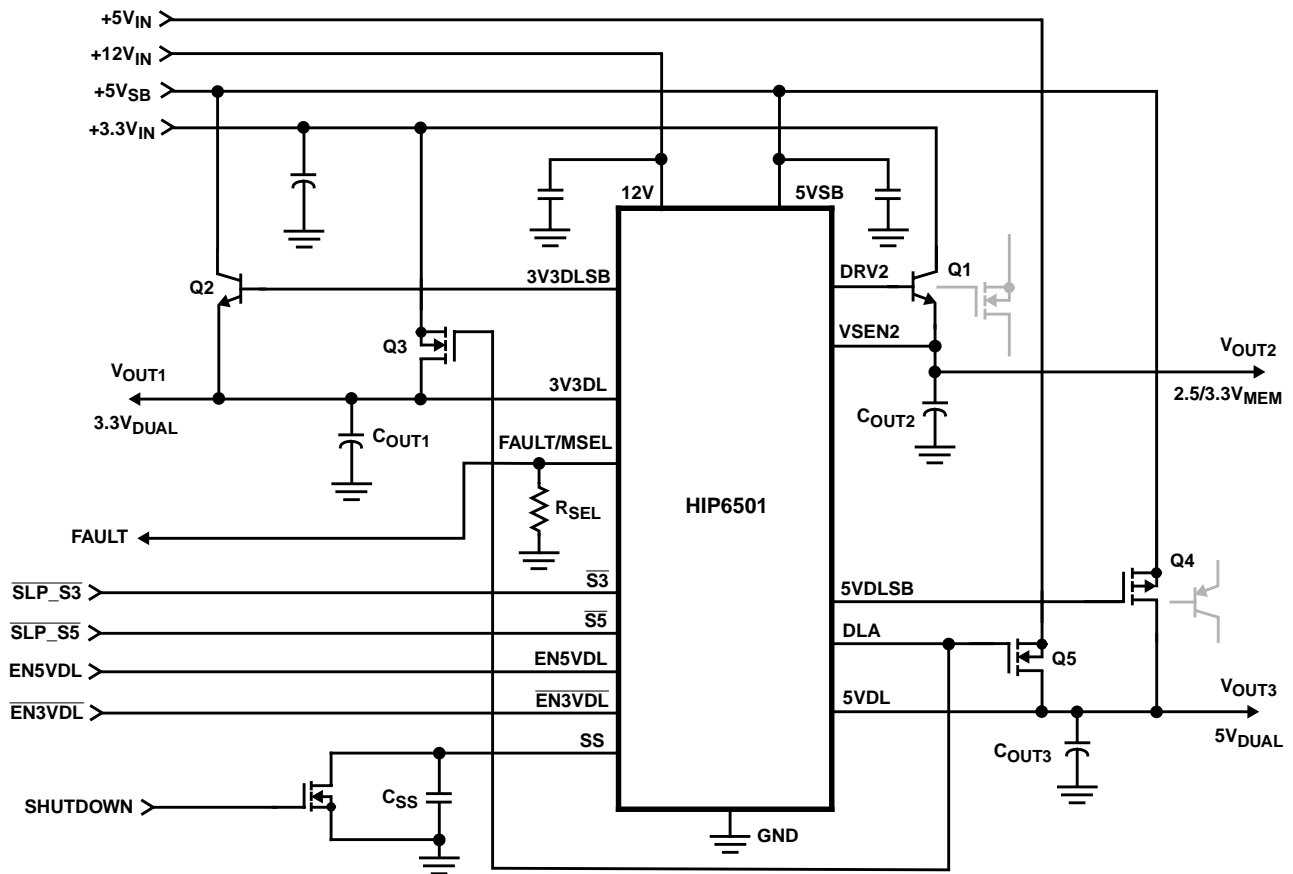 +5VIN
+12VIN
+5VSB
+3.3VIN
12V
5VSB
Q2
3V3DLSB
DRV2
Q1
Q3
VSEN2
VOUT1
3.3VDUAL
3V3DL
VOUT2
2.5/3.3VMEM
COUT1
COUT2
FAULT/MSEL
RSEL
HIP6501
FAULT
SLP_S3
S3
5VDLSB
Q4
SLP_S5
S5
DLA
Q5
EN5VDL
EN5VDL
EN3VDL
EN3VDL
5VDL
VOUT3
5VDUAL
SS
COUT3
SHUTDOWN
CSS
GND